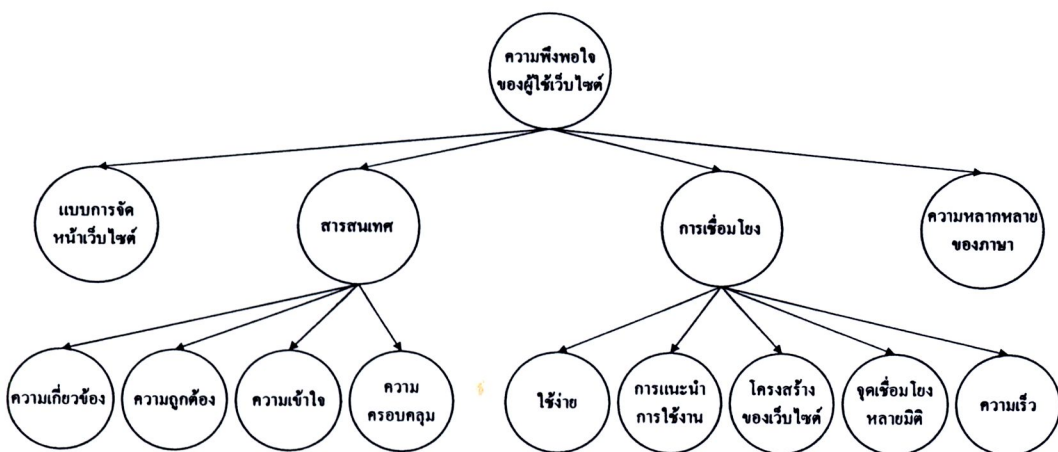 ความพึงพอใจ
ของผู้ใช้เว็บไซต์
แบบการจัด
หน้าเว็บไซต์
สารสนเทศ
การเชื่อมโยง
ความหลากหลาย
ของภาษา
ความเกี่ยวข้อง
ความถูกต้อง
ความเข้าใจ
ความ
ครอบคลุม
ใช้ง่าย
การแนะนำ
การใช้งาน
โครงสร้าง
ของเว็บไซต์
จุดเชื่อมโยง
หลายมิติ
ความเร็ว